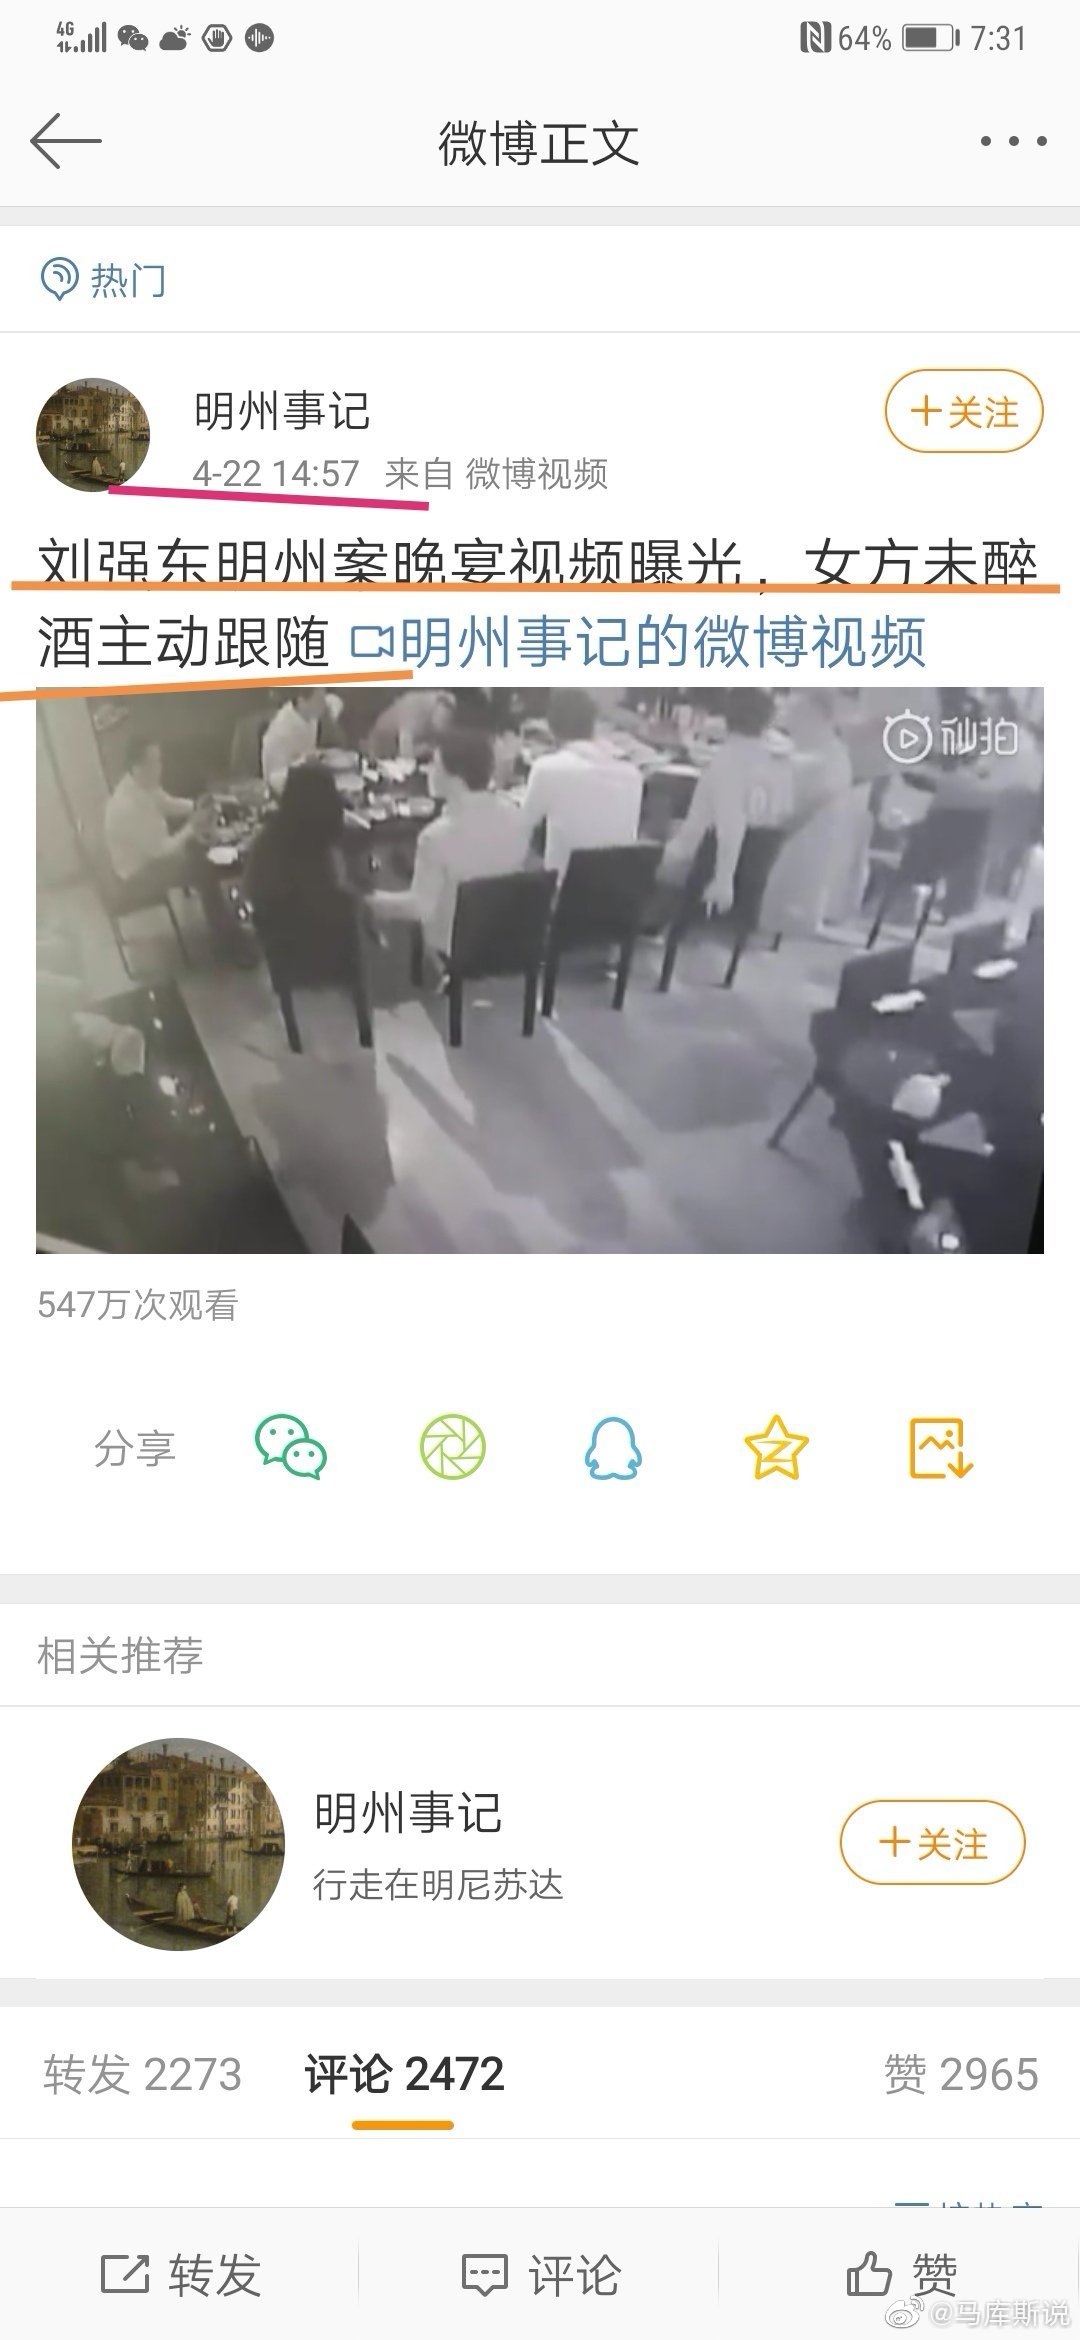 4G
64%
7:31
微博正文
热门
明州事记
+关注
4-22 14:57 来自 微博视频
刘强东明州案晚宴视频曝光，女方未醉
酒主动跟随 明州事记的微博视频
秒拍
547万次观看
分享
相关推荐
明州事记
行走在明尼苏达
+关注
转发 2273 评论 2472 赞 2965
转发 评论 赞
@马库斯说